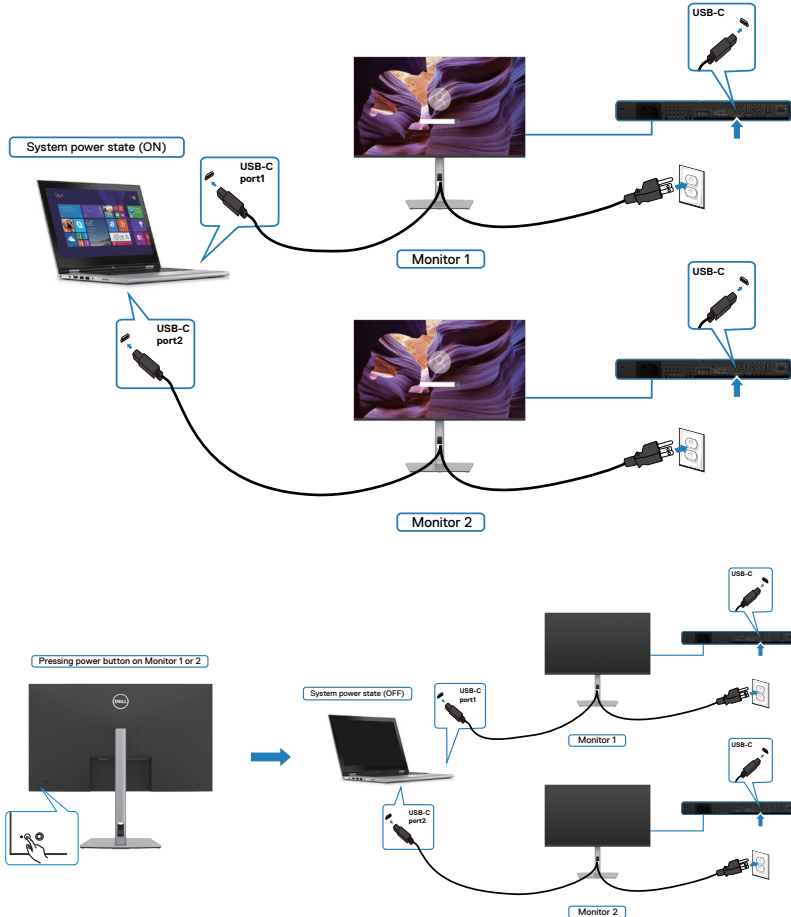 USB-C
System power state (ON)
USB-C
port1
Monitor 1
USB-C
USB-C
port2
Monitor 2
USB-C
Pressing power button on Monitor 1 or 2
DELL
System power state (OFF)
USB-C
port1
Monitor 1
USB-C
USB-C
port2
Monitor 2